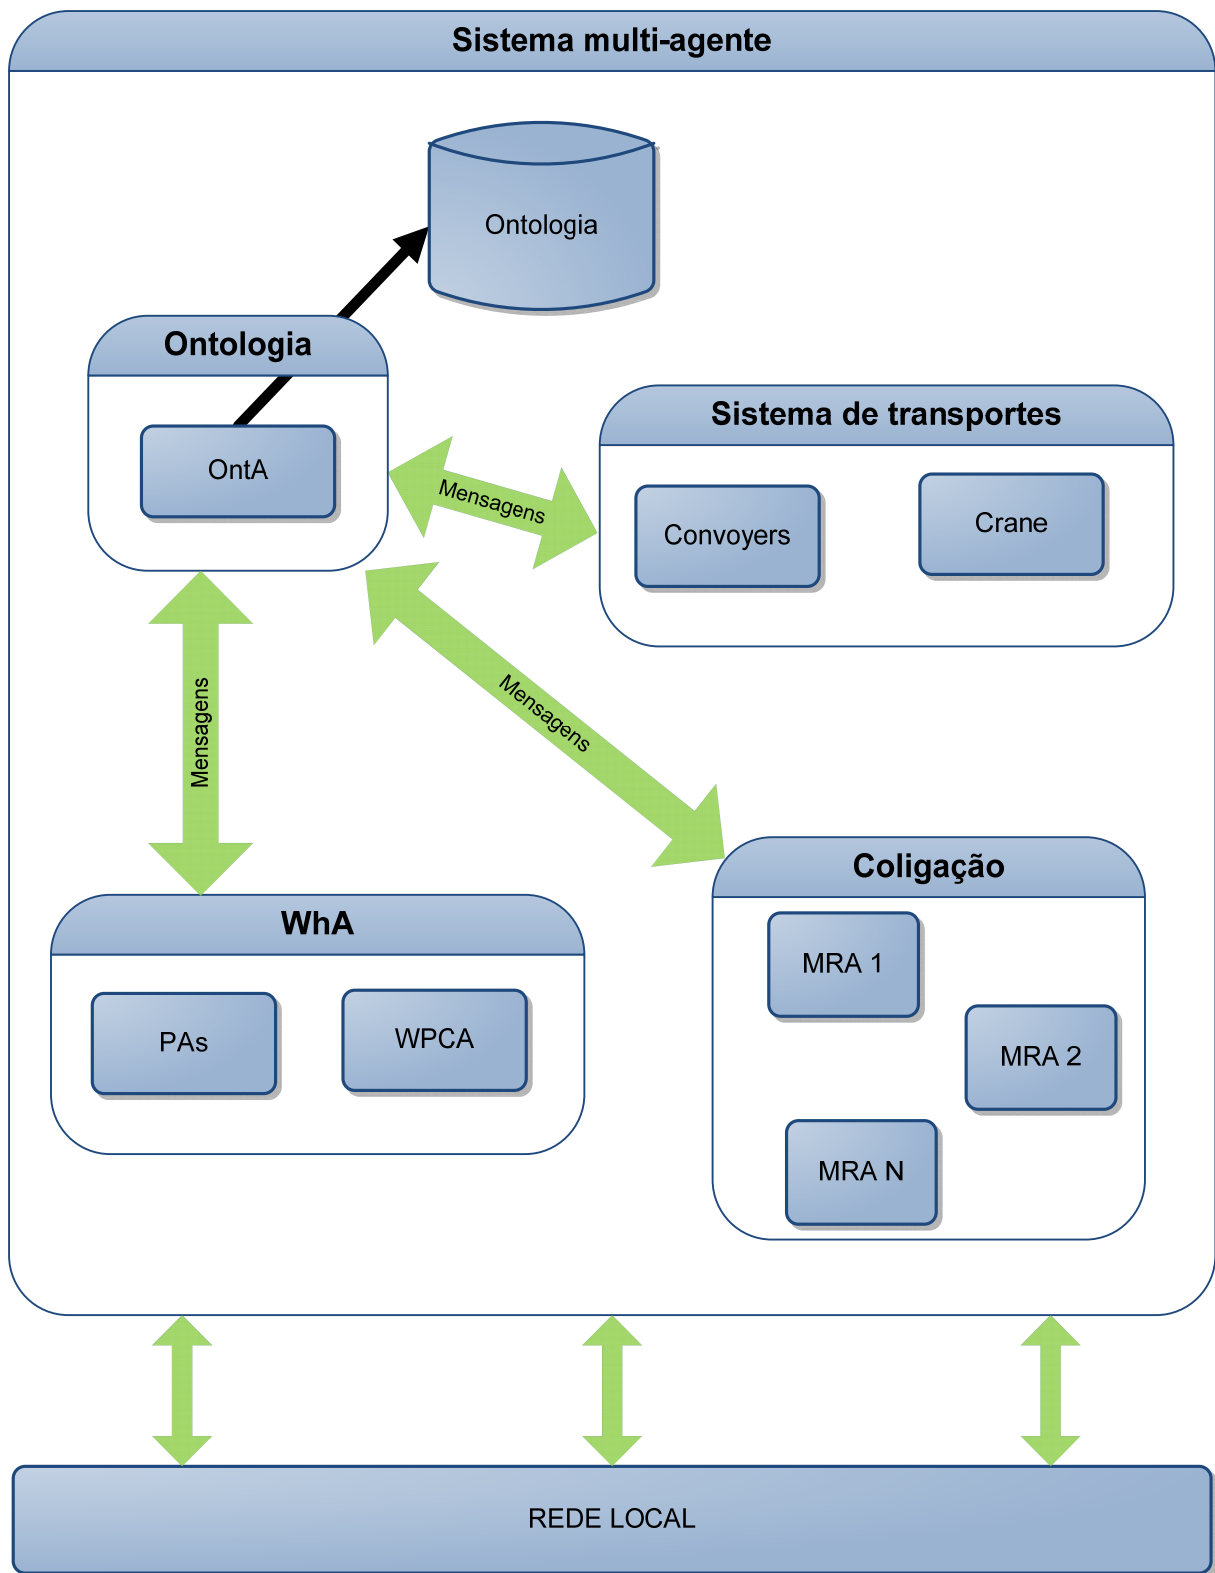 Sistema multi-agente
Ontologia
Ontologia
OntA
Sistema de transportes
Convoyers
Crane
Mensagens
Mensagens
Mensagens
WhA
PAs
WPCA
Coligação
MRA 1
MRA 2
MRA N
REDE LOCAL